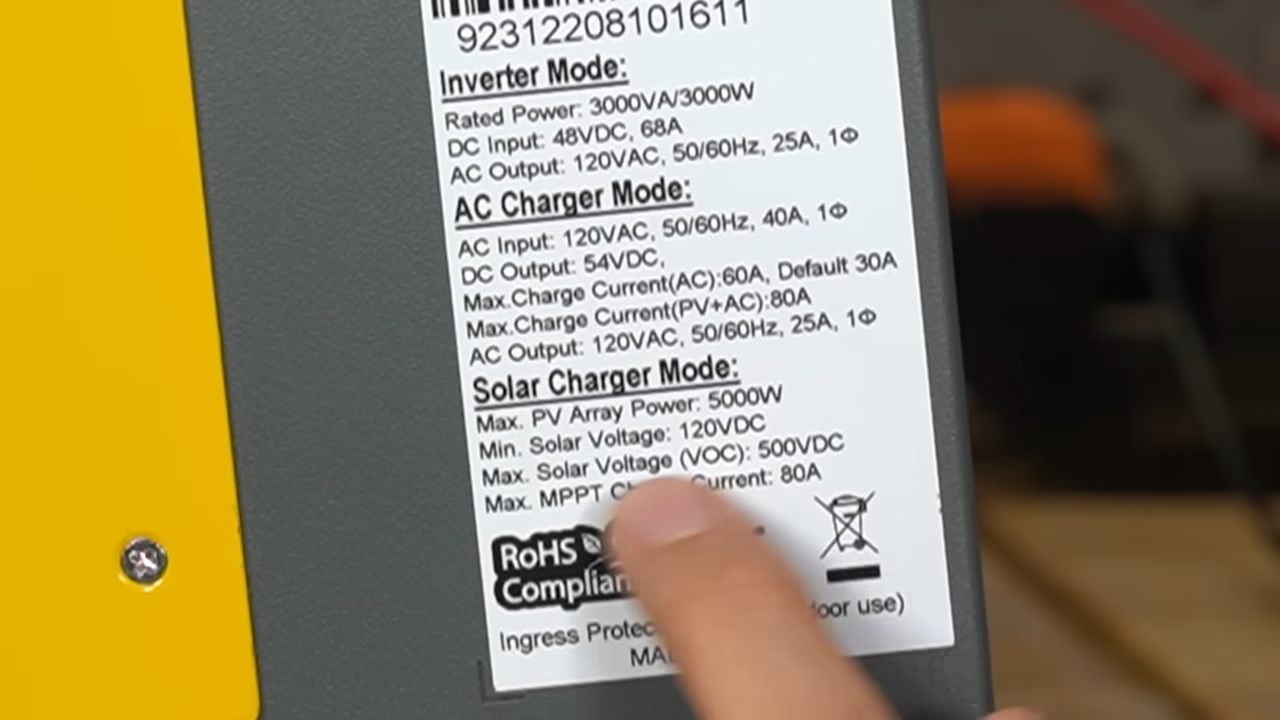 92312208101611
Inverter Mode:
Rated Power: 3000VA/3000W
DC Input: 48VDC, 68A
AC Output: 120VAC, 50/60Hz, 25A, 1Φ
AC Charger Mode:
AC Input: 120VAC, 50/60Hz, 40A, 1Φ
DC Output: 54VDC,
Max.Charge Current(AC):60A, Default 30A
Max.Charge Current(PV+AC):80A
AC Output: 120VAC, 50/60Hz, 25A, 1Φ
Solar Charger Mode:
Max. PV Array Power: 5000W
Min. Solar Voltage: 120VDC
Max. Solar Voltage (VOC): 500VDC
Max. MPPT Current: 80A
RoHS
Ingress use)